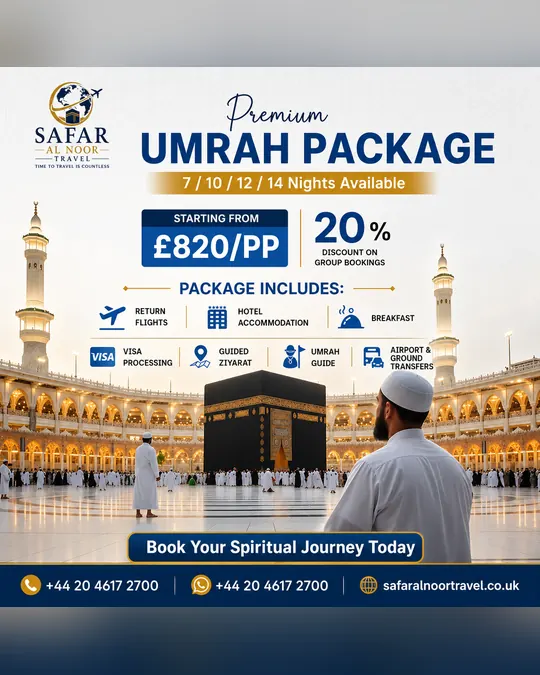 SAFAR
AL NOOR
TRAVEL
TIME TO TRAVEL IS COUNTLESS
Premium
UMRAH PACKAGE
7 / 10 / 12 / 14 Nights Available
STARTING FROM
£820/PP
20 %
DISCOUNT ON
GROUP BOOKINGS
PACKAGE INCLUDES:
RETURN
FLIGHTS
HOTEL
ACCOMMODATION
BREAKFAST
VISA
VISA
PROCESSING
GUIDED
ZIYARAT
UMRAH
GUIDE
AIRPORT &
GROUND
TRANSFERS
Book Your Spiritual Journey Today
+44 20 4617 2700
+44 20 4617 2700
safaralnoortravel.co.uk